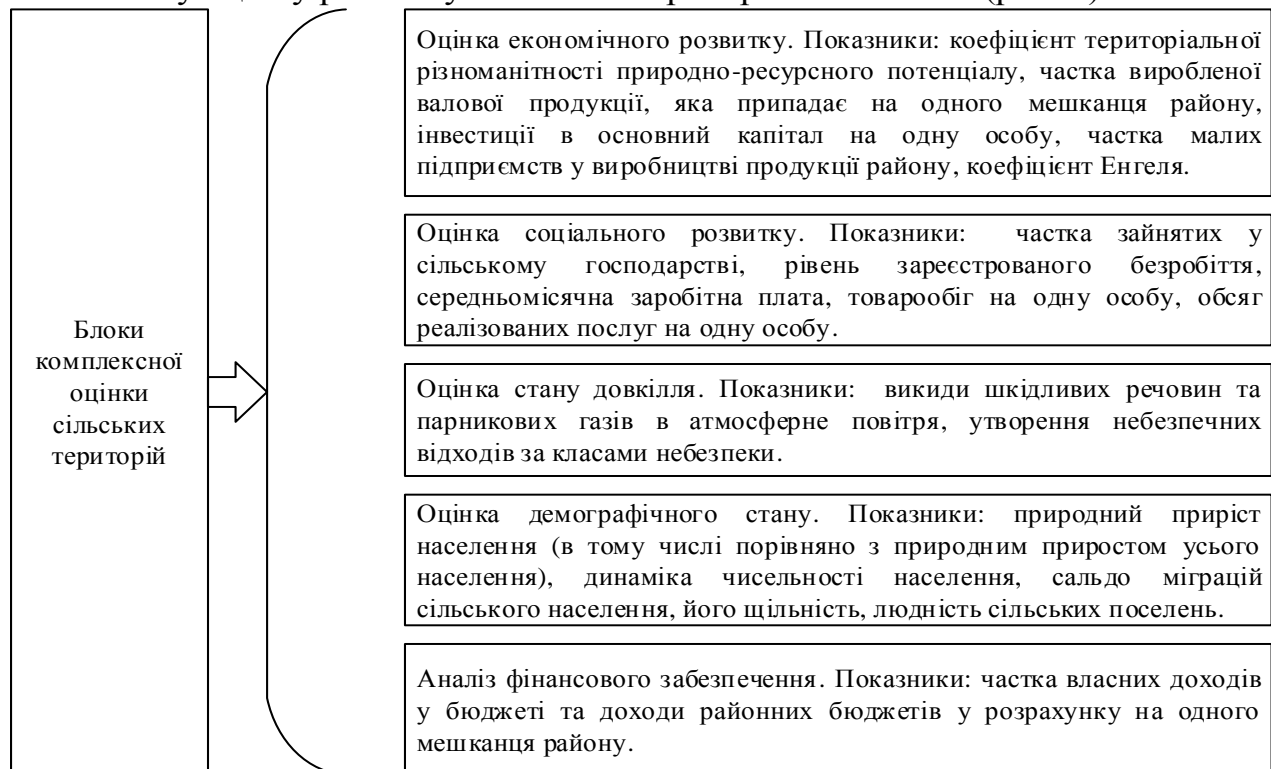 Блоки
комплексної
оцінки
сільських
територій
Оцінка економічного розвитку. Показники: коефіцієнт територіальної
різноманітності природно-ресурсного потенціалу, частка виробленої
валової продукції, яка припадає на одного мешканця району,
інвестиції в основний капітал на одну особу, частка малих
підприємств у виробництві продукції району, коефіцієнт Енгеля.
Оцінка соціального розвитку. Показники: частка зайнятих у
сільському господарстві, рівень зареєстрованого безробіття,
середньомісячна заробітна плата, товарообіг на одну особу, обсяг
реалізованих послуг на одну особу.
Оцінка стану довкілля. Показники: викиди шкідливих речовин та
парникових газів в атмосферне повітря, утворення небезпечних
відходів за класами небезпеки.
Оцінка демографічного стану. Показники: природний приріст
населення (в тому числі порівняно з природним приростом усього
населення), динаміка чисельності населення, сальдо міграцій
сільського населення, його щільність, людність сільських поселень.
Аналіз фінансового забезпечення. Показники: частка власних доходів
у бюджеті та доходи районних бюджетів у розрахунку на одного
мешканця району.